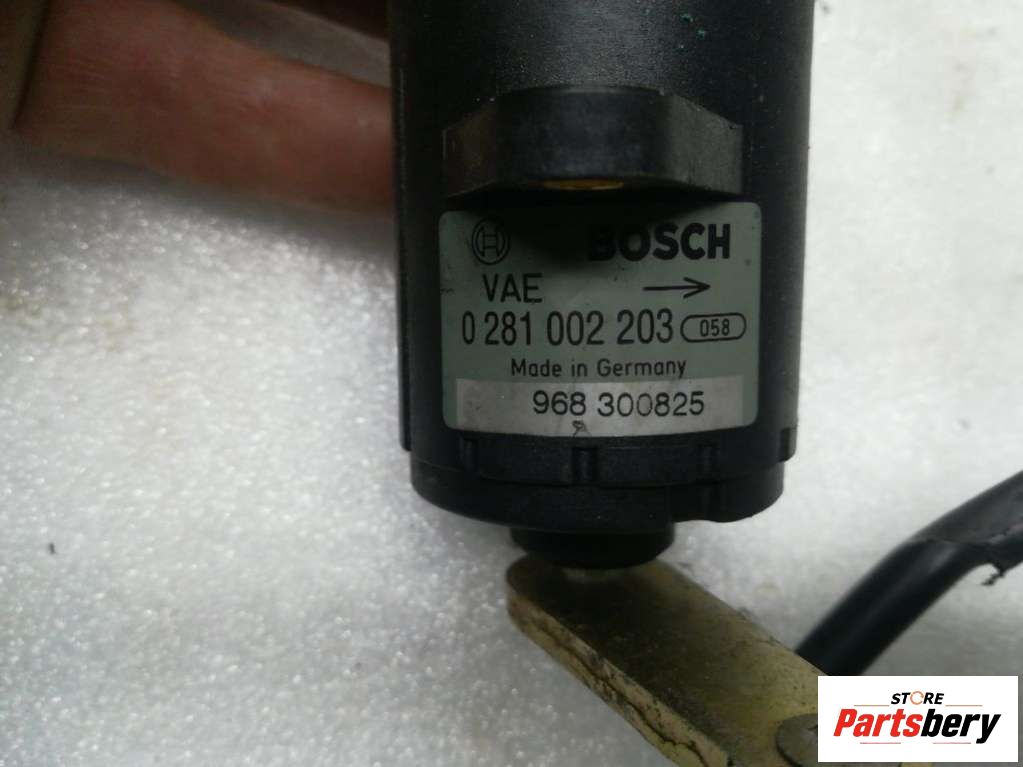 BOSCH
VAE →
0 281 002 203 058
Made in Germany
968 300825
STORE
Partsbery